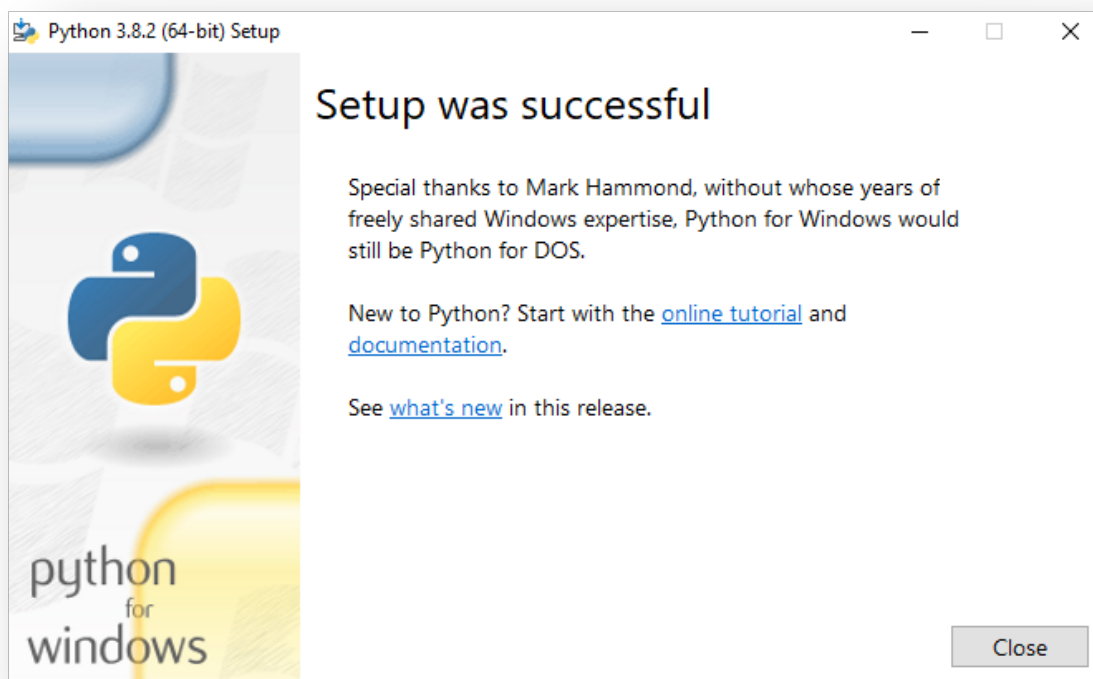 Python 3.8.2 (64-bit) Setup
Setup was successful
Special thanks to Mark Hammond, without whose years of
freely shared Windows expertise, Python for Windows would
still be Python for DOS.
New to Python? Start with the online tutorial and
documentation.
See what's new in this release.
python
for
windows
Close